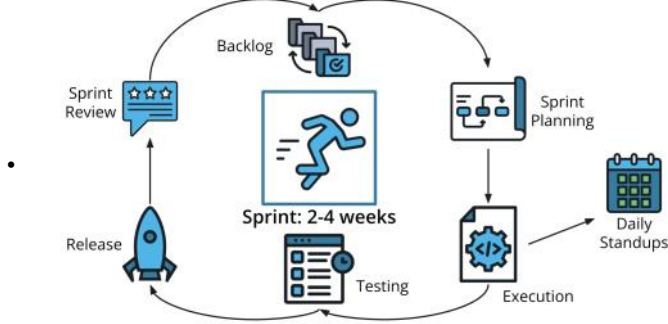 Backlog
Sprint
Review
Sprint
Planning
Sprint: 2-4 weeks
Daily
Standups
Release
Testing
Execution